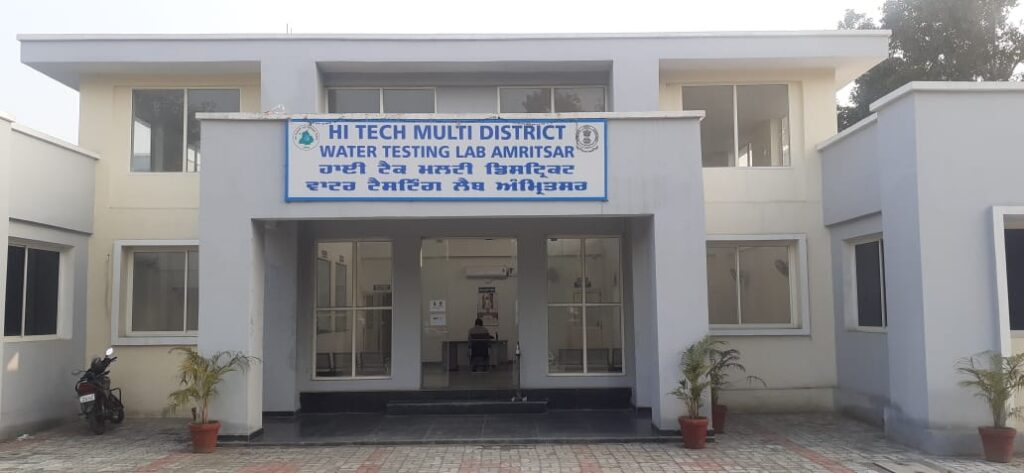 HI TECH MULTI DISTRICT
WATER TESTING LAB AMRITSAR
ਹਾਈ ਟੈਕ ਮਲਟੀ ਡਿਸਟ੍ਰਿਕਟ
ਵਾਟਰ ਟੈਸਟਿੰਗ ਲੈਬ ਅੰਮ੍ਰਿਤਸਰ